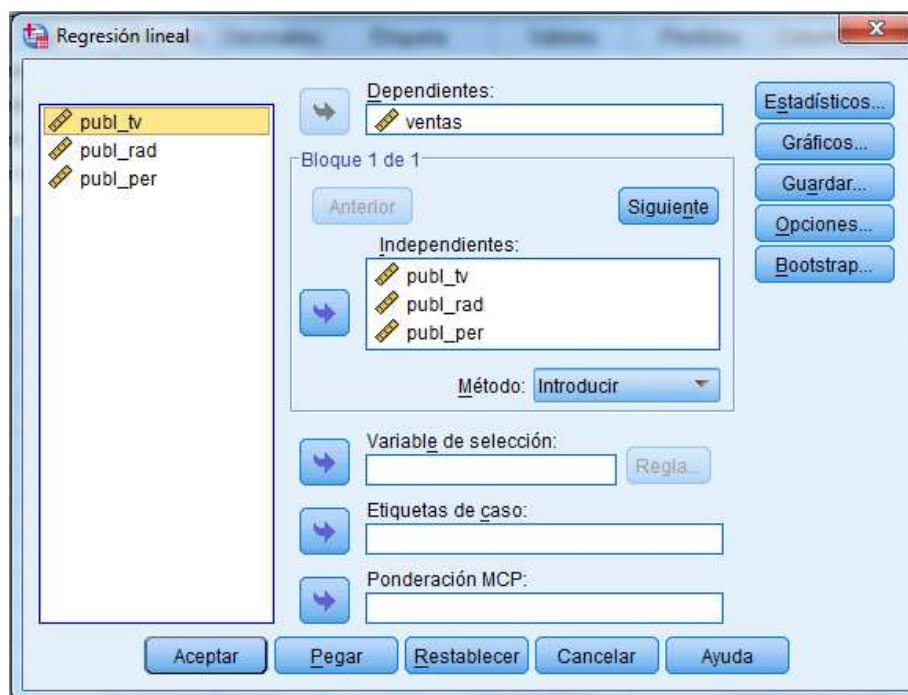 Regresión lineal
publ_tv
publ_rad
publ_per
Dependientes:
ventas
Bloque 1 de 1
Anterior
Siguiente
Independientes:
publ_tv
publ_rad
publ_per
Método: Introducir
Variable de selección:
Regla...
Etiquetas de caso:
Ponderación MCP:
Estadísticos...
Gráficos...
Guardar...
Opciones...
Bootstrap...
Aceptar
Pegar
Restablecer
Cancelar
Ayuda